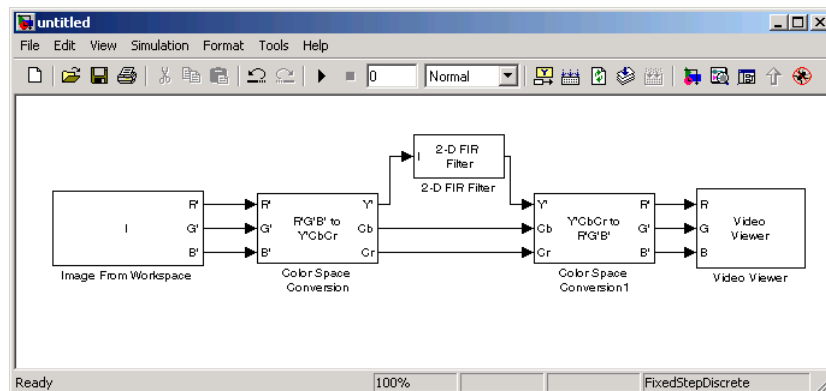 untitled
File Edit View Simulation Format Tools Help
0 Normal
2-D FIR
Filter
I
2-D FIR Filter
I
R'
G'
B'
Image From Workspace
R'
G'
B'
R'G'B' to
Y'CbCr
Y'
Cb
Cr
Color Space
Conversion
Y'
Cb
Cr
Y'CbCr to
R'G'B'
R'
G'
B'
Color Space
Conversion1
R
G
B
Video
Viewer
Video Viewer
Ready 100% FixedStepDiscrete